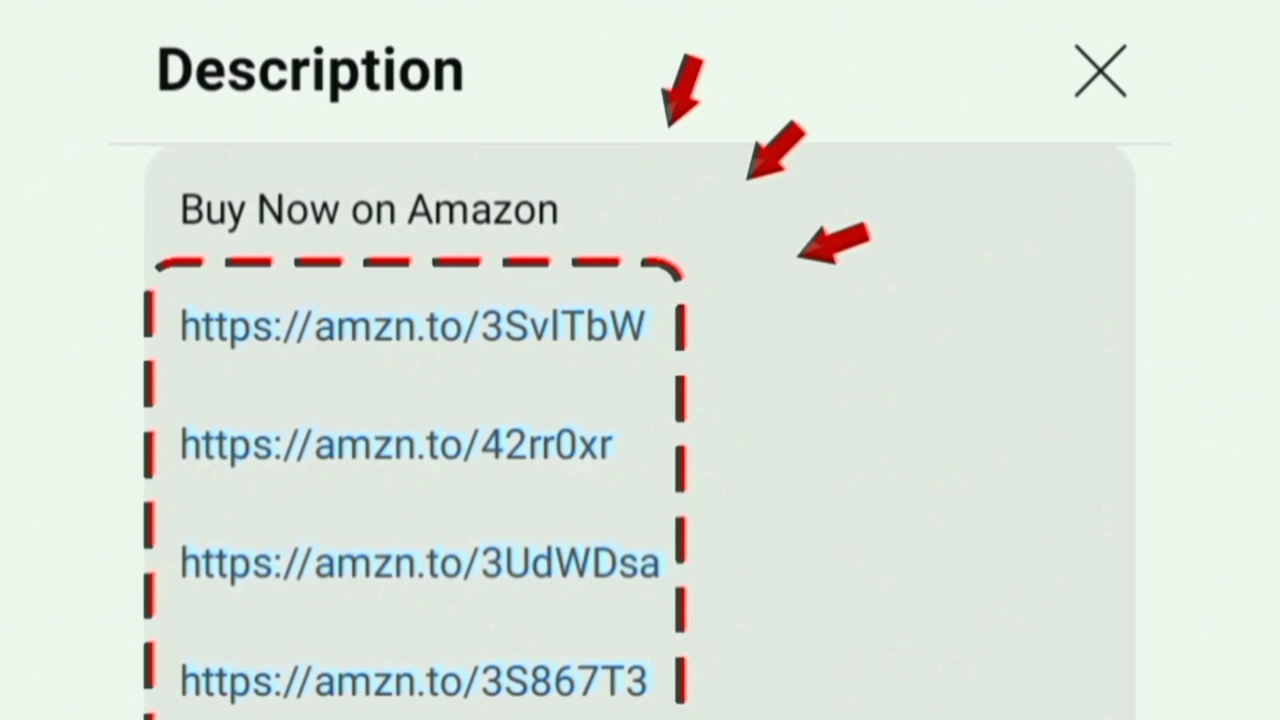 Description
Buy Now on Amazon
https://amzn.to/3SvlTbW
https://amzn.to/42rr0xr
https://amzn.to/3UdWDsa
https://amzn.to/3S867T3